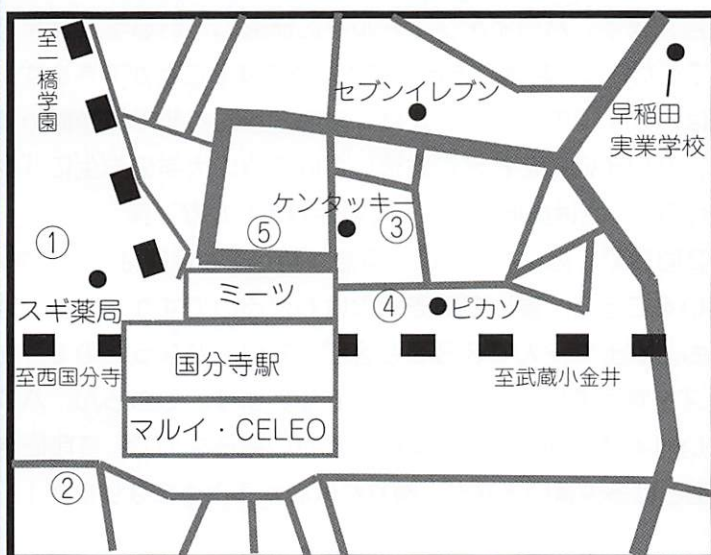 至一橋学園
セブンイレブン
早稲田
実業学校
ケンタッキー
③
⑤
①
ミーツ
④
ピカソ
スギ薬局
国分寺駅
至西国分寺
至武蔵小金井
マルイ・CELEO
②